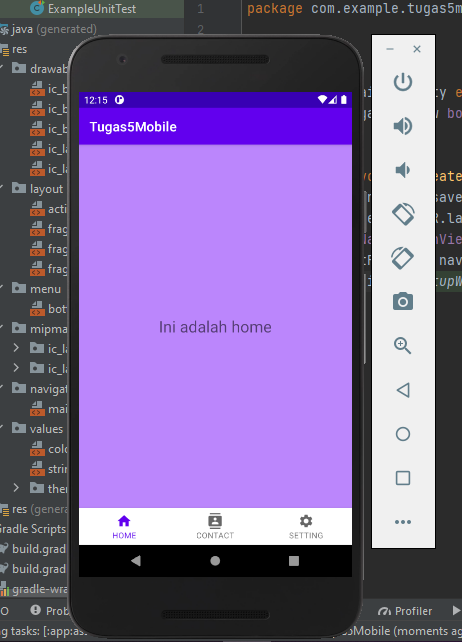 ExampleUnitTest
java (generated)
res
drawab
ic_b
ic_b
ic_b
ic_la
ic_la
layout
acti
frag
frag
frag
menu
bott
mipma
ic_la
ic_la
navigat
mai
values
colo
strin
ther
res (genera
Gradle Scripts
build.grad
build.grad
gradle-wra
1
2
package com.example.tugas5m
12:15
Tugas5Mobile
Ini adalah home
HOME
CONTACT
SETTING
Prob
Profiler
ng tasks: [:app:as
5Mobile (moments ag